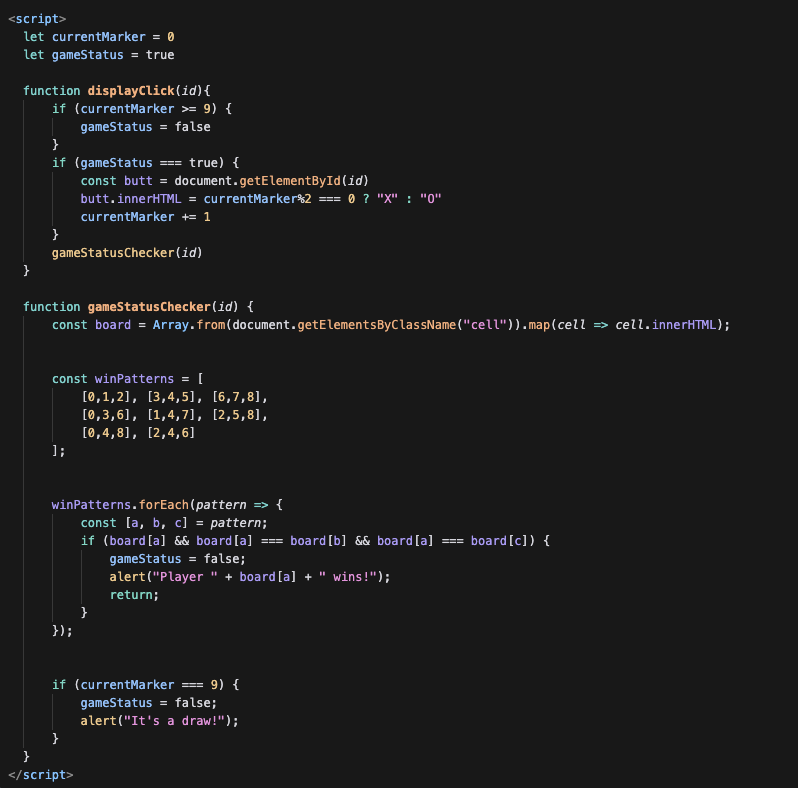 <script>
let currentMarker = 0
let gameStatus = true
function displayClick(id){
if (currentMarker >= 9) {
gameStatus = false
}
if (gameStatus === true) {
const butt = document.getElementById(id)
butt.innerHTML = currentMarker%2 === 0 ? "X" : "O"
currentMarker += 1
}
gameStatusChecker(id)
}
function gameStatusChecker(id) {
const board = Array.from(document.getElementsByClassName("cell")).map(cell => cell.innerHTML);
const winPatterns = [
[0,1,2], [3,4,5], [6,7,8],
[0,3,6], [1,4,7], [2,5,8],
[0,4,8], [2,4,6]
];
winPatterns.forEach(pattern => {
const [a, b, c] = pattern;
if (board[a] && board[a] === board[b] && board[a] === board[c]) {
gameStatus = false;
alert("Player " + board[a] + " wins!");
return;
}
});
if (currentMarker === 9) {
gameStatus = false;
alert("It's a draw!");
}
}
</script>